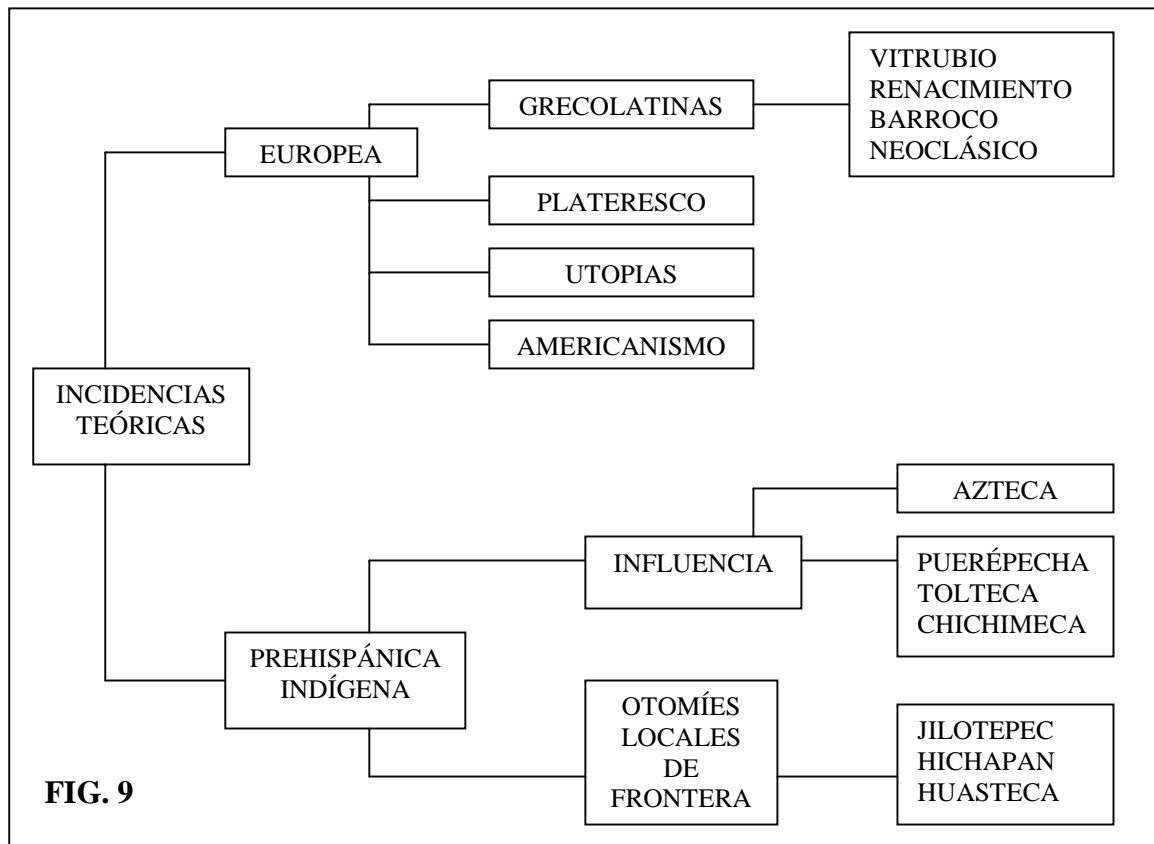 VITRUBIO
RENACIMIENTO
BARROCO
NEOCLÁSICO
GRECOLATINAS
EUROPEA
PLATERESCO
UTOPIAS
AMERICANISMO
INCIDENCIAS
TEÓRICAS
AZTECA
INFLUENCIA
PUERÉPECHA
TOLTECA
CHICHIMECA
PREHISPÁNICA
INDÍGENA
OTOMÍES
LOCALES
DE
FRONTERA
JILOTEPEC
HICHAPAN
HUASTECA
FIG. 9